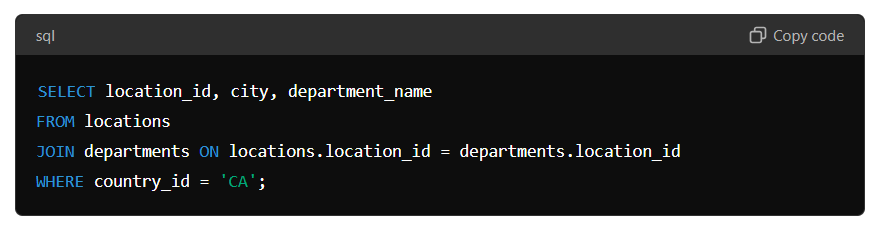 sql
Copy code
SELECT location_id, city, department_name
FROM locations
JOIN departments ON locations.location_id = departments.location_id
WHERE country_id = 'CA';